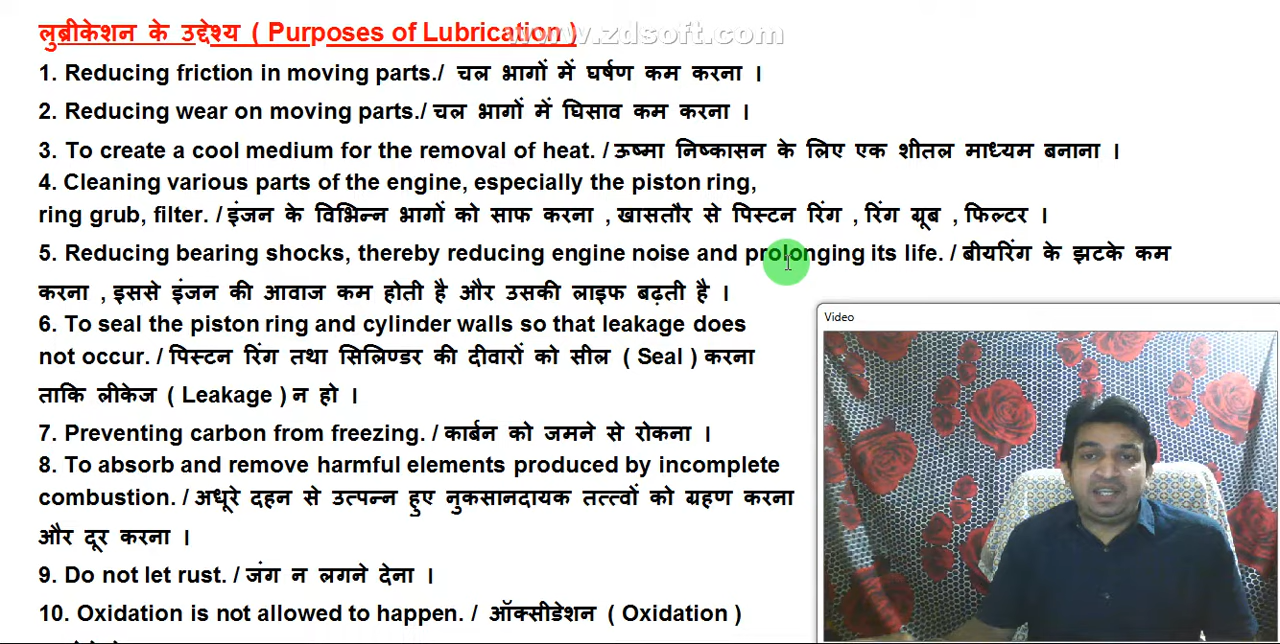 लुब्रीकेशन के उद्देश्य ( Purposes of Lubrication )
www.zdsoft.com
1. Reducing friction in moving parts./ चल भागों में घर्षण कम करना ।
2. Reducing wear on moving parts./ चल भागों में घिसाव कम करना ।
3. To create a cool medium for the removal of heat. / ऊष्मा निष्कासन के लिए एक शीतल माध्यम बनाना ।
4. Cleaning various parts of the engine, especially the piston ring,
ring grub, filter. / इंजन के विभिन्न भागों को साफ करना , खासतौर से पिस्टन रिंग , रिंग ग्रूब , फिल्टर ।
5. Reducing bearing shocks, thereby reducing engine noise and prolonging its life. / बीयरिंग के झटके कम
करना , इससे इंजन की आवाज कम होती है और उसकी लाइफ बढ़ती है ।
6. To seal the piston ring and cylinder walls so that leakage does
not occur. / पिस्टन रिंग तथा सिलिण्डर की दीवारों को सील ( Seal ) करना
ताकि लीकेज ( Leakage ) न हो ।
7. Preventing carbon from freezing. / कार्बन को जमने से रोकना ।
8. To absorb and remove harmful elements produced by incomplete
combustion. / अधूरे दहन से उत्पन्न हुए नुकसानदायक तत्त्वों को ग्रहण करना
और दूर करना ।
9. Do not let rust. / जंग न लगने देना ।
10. Oxidation is not allowed to happen. / ऑक्सीडेशन ( Oxidation )
Video